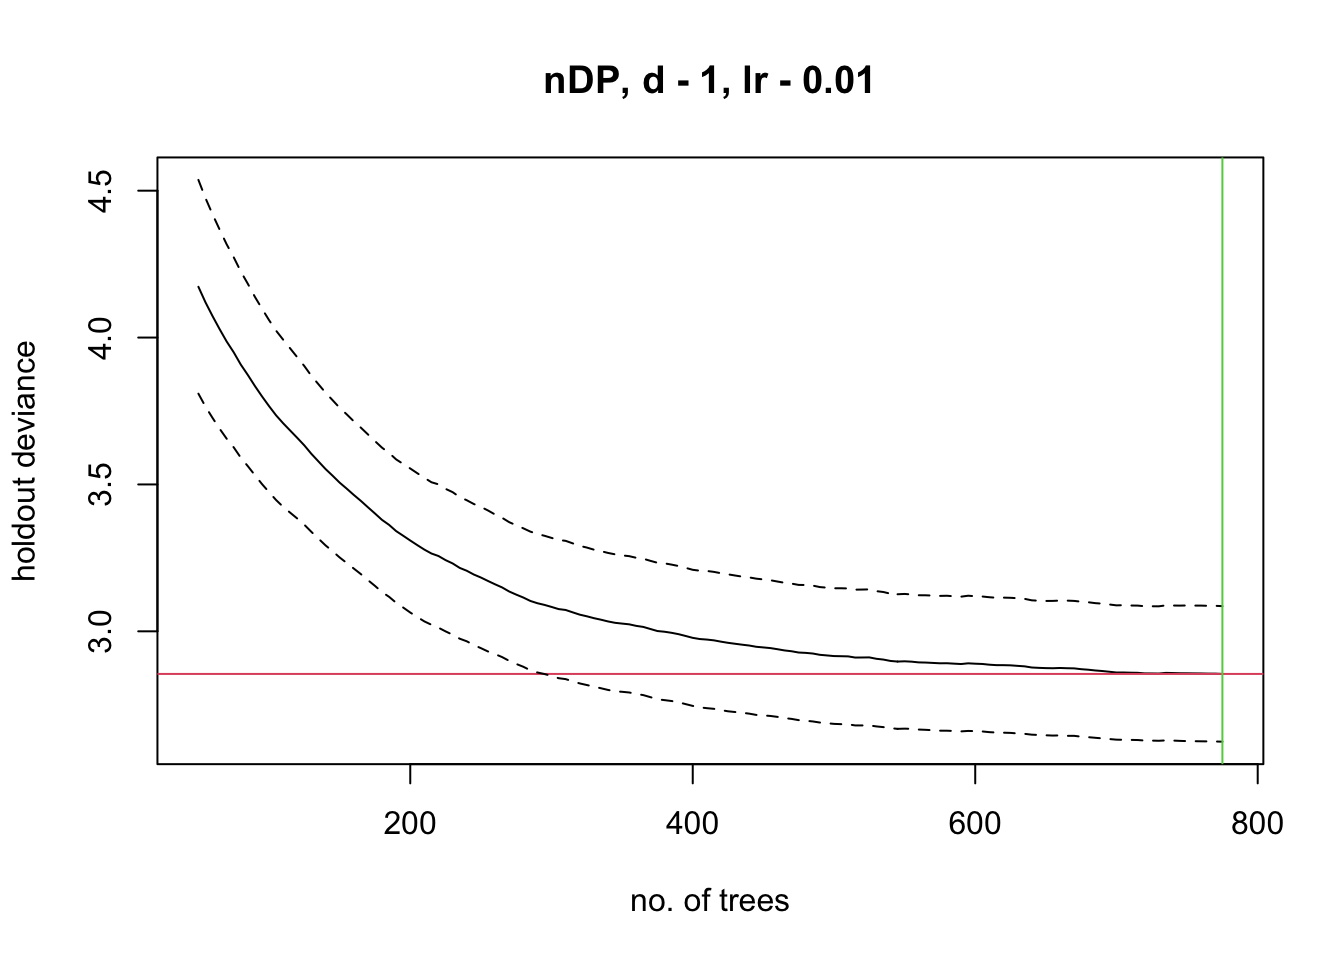 nDP, d - 1, lr - 0.01
4.5
4.0
3.5
3.0
holdout deviance
200 400 600 800
no. of trees